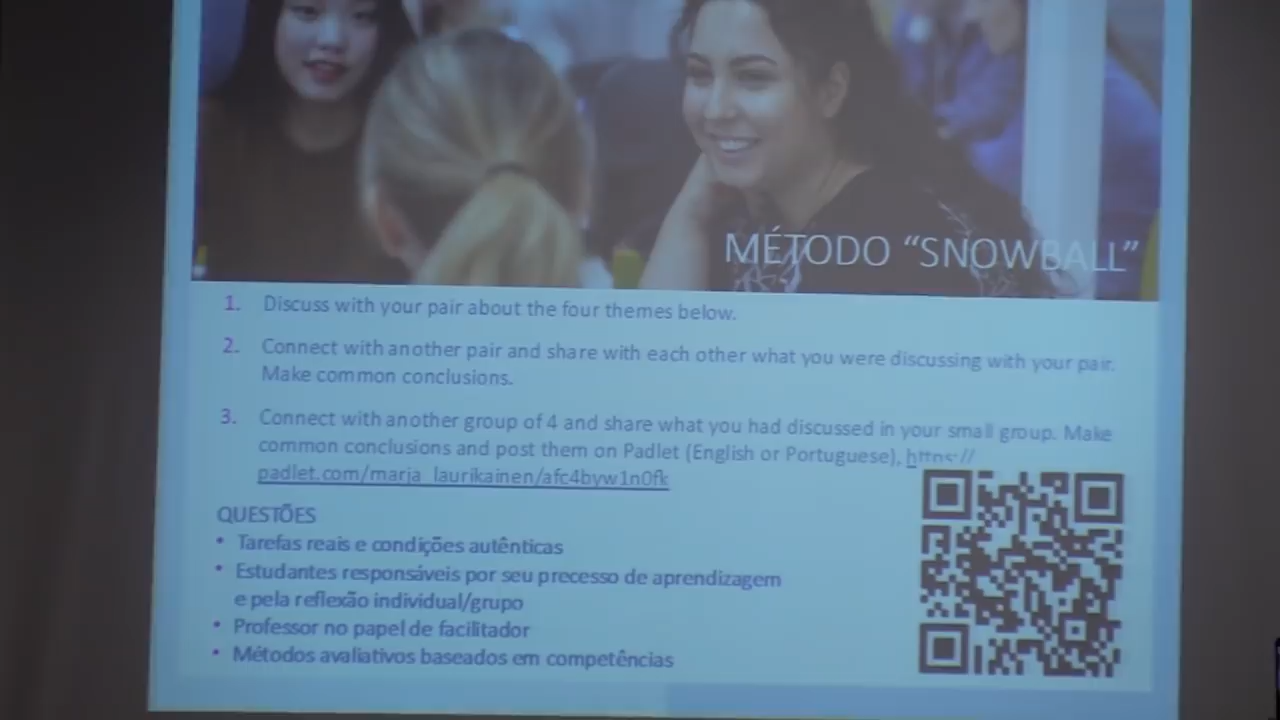 MÉTODO “SNOWBALL”
1. Discuss with your pair about the four themes below.
2. Connect with another pair and share with each other what you were discussing with your pair.
Make common conclusions.
3. Connect with another group of 4 and share what you had discussed in your small group. Make
common conclusions and post them on Padlet (English or Portuguese), https://
padlet.com/marja_laurikainen/afc4byw1n0fk
QUESTÕES
• Tarefas reais e condições autênticas
• Estudantes responsáveis por seu precesso de aprendizagem
e pela reflexão individual/grupo
• Professor no papel de facilitador
• Métodos avaliativos baseados em competências